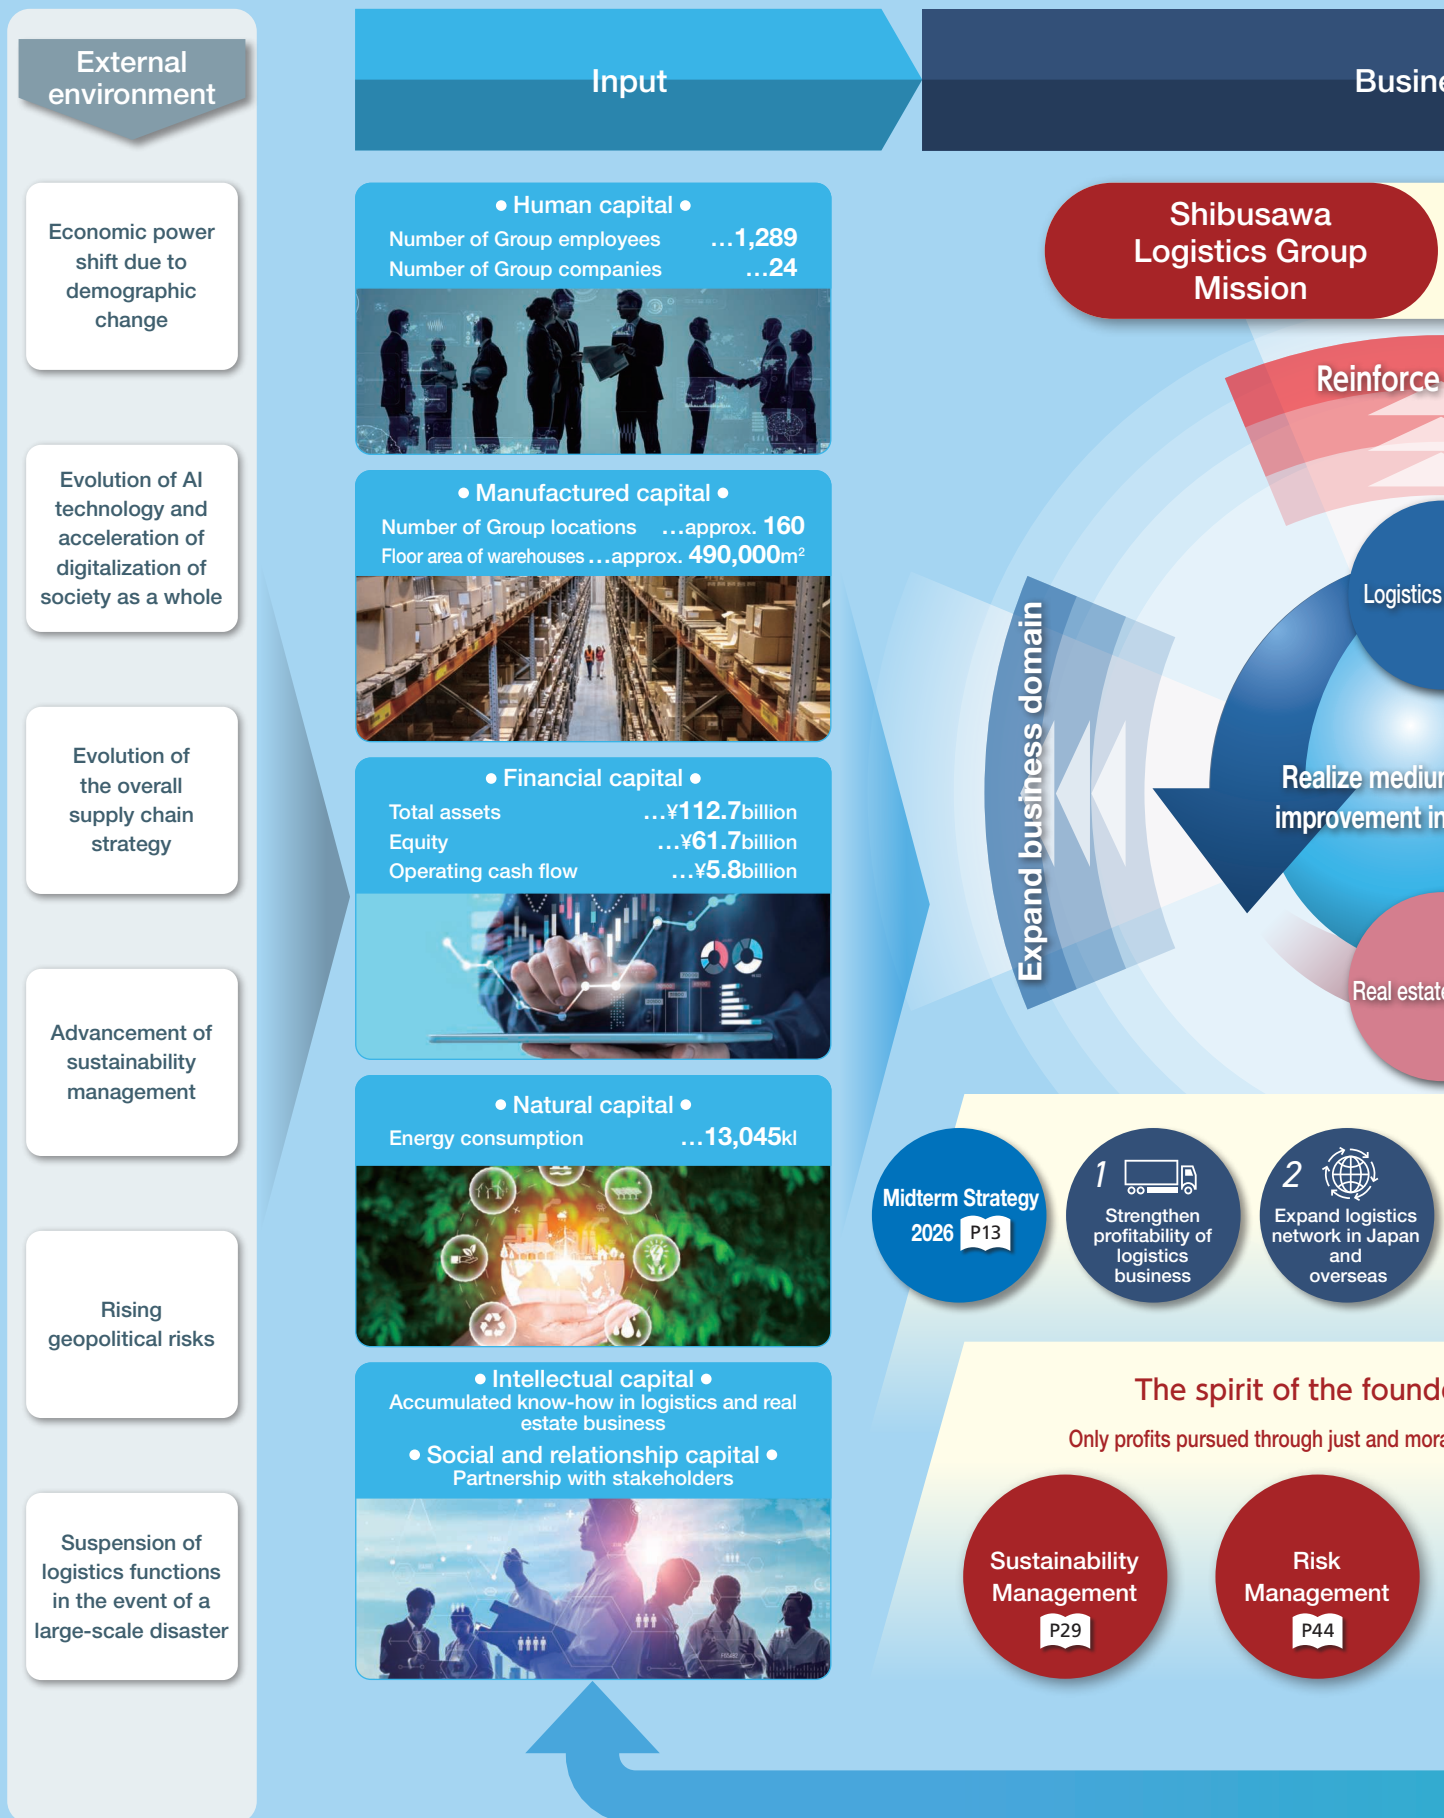 External
environment
Economic power
shift due to
demographic
change
Evolution of AI
technology and
acceleration of
digitalization of
society as a whole
Evolution of
the overall
supply chain
strategy
Advancement of
sustainability
management
Rising
geopolitical risks
Suspension of
logistics functions
in the event of a
large-scale disaster
Input
● Human capital ●
Number of Group employees …1,289
Number of Group companies …24
● Manufactured capital ●
Number of Group locations …approx. 160
Floor area of warehouses …approx. 490,000m²
● Financial capital ●
Total assets …¥112.7billion
Equity …¥61.7billion
Operating cash flow …¥5.8billion
● Natural capital ●
Energy consumption …13,045kl
● Intellectual capital ●
Accumulated know-how in logistics and real
estate business
● Social and relationship capital ●
Partnership with stakeholders
Busine
Shibusawa
Logistics Group
Mission
Reinforce
Expand business domain
Logistics
Realize medium
improvement in
Real estate
Midterm Strategy
2026 P13
1
Strengthen
profitability of
logistics
business
2
Expand logistics
network in Japan
and
overseas
The spirit of the founde
Only profits pursued through just and mora
Sustainability
Management
P29
Risk
Management
P44